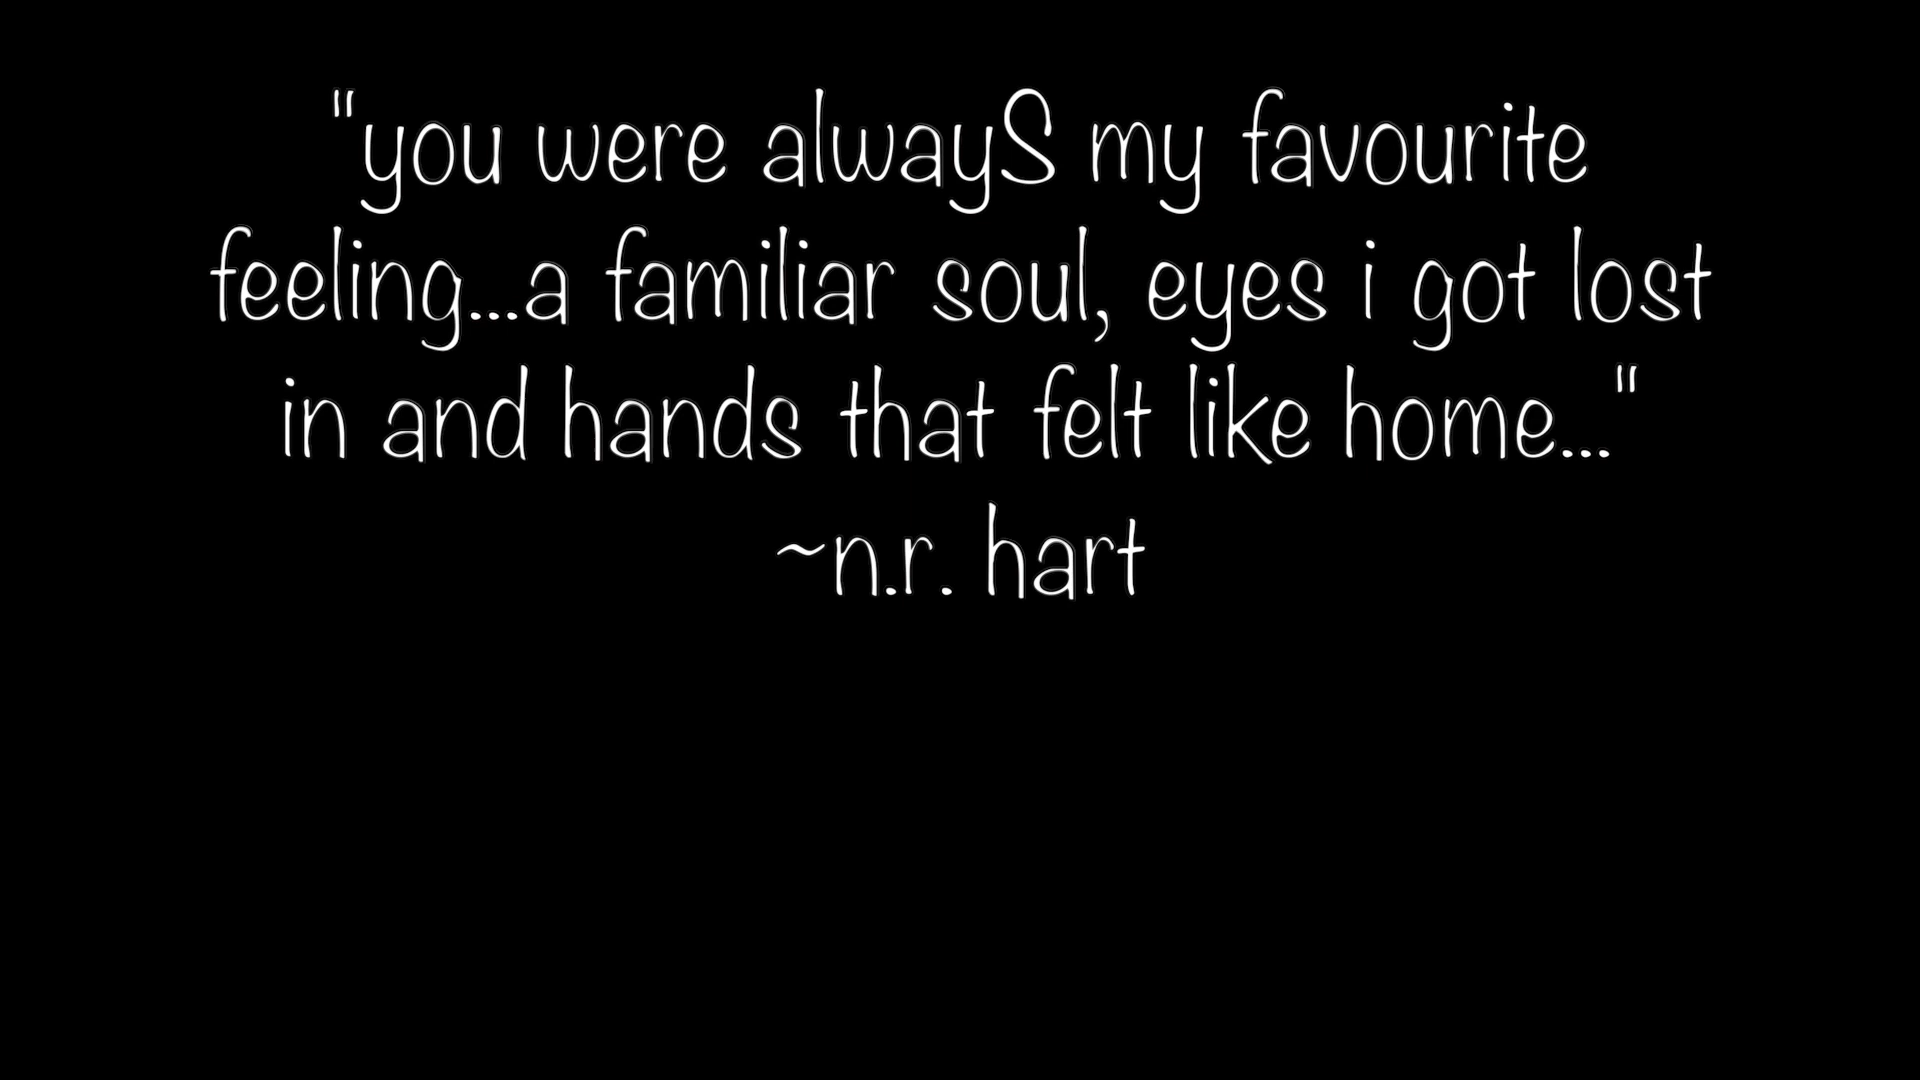 "you were alwayS my favourite
feeling...a familiar soul, eyes i got lost
in and hands that felt like home..."
~n.r. hart